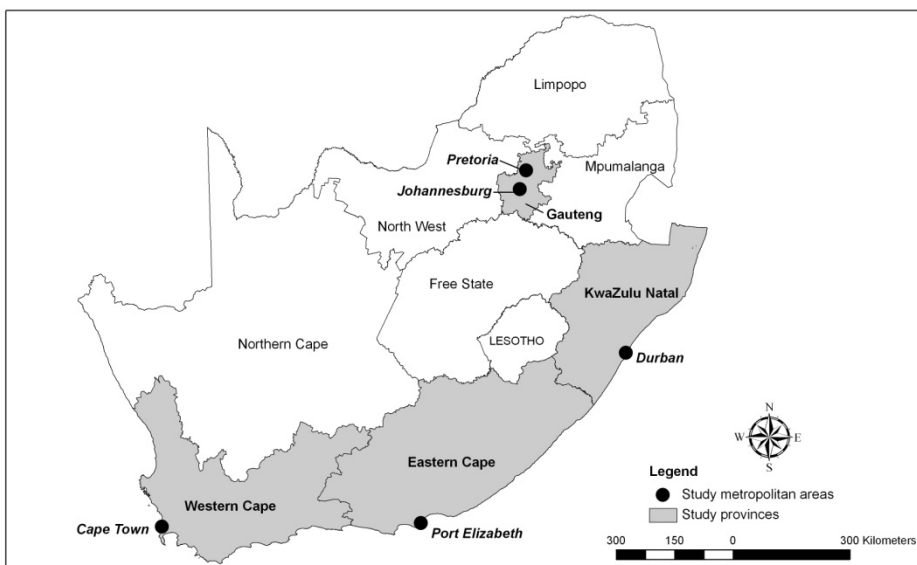 Limpopo
Pretoria
Mpumalanga
Johannesburg
Gauteng
North West
Free State
KwaZulu Natal
LESOTHO
Northern Cape
Durban
N
W E
S
Eastern Cape
Legend
Western Cape
Study metropolitan areas
Cape Town
Port Elizabeth
Study provinces
300 150 0 300 Kilometers